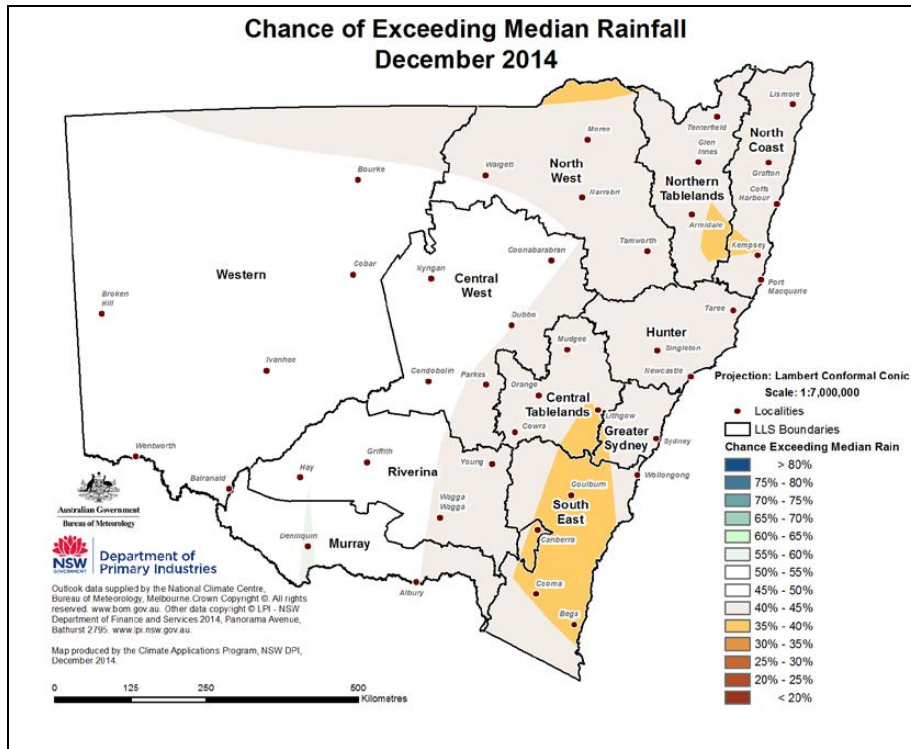 Chance of Exceeding Median Rainfall
December 2014
Lismore
Tenterfield
Moree
Glen
Innes
North
Coast
Walgett
North
West
Bourke
Grafton
Northern
Tablelands
Narrabri
Coffs
Harbour
Armidale
Coonabarabran
Tamworth
Kempsey
Western
Cobar
Nyngan
Central
West
Port
Macquarie
Broken
Hill
Dubbo
Taree
Hunter
Mudgee
Singleton
Ivanhoe
Condobolin
Parkes
Orange
Newcastle
Central
Tablelands
Lithgow
Greater
Sydney
Cowra
Sydney
Wentworth
Griffith
Hay
Riverina
Young
Balranald
Goulburn
Wollongong
South
East
Wagga
Wagga
Canberra
Deniliquin
Murray
Albury
Cooma
Bega
Projection: Lambert Conformal Conic
Scale: 1:7,000,000
Localities
LLS Boundaries
Chance Exceeding Median Rain
> 80%
75% - 80%
70% - 75%
65% - 70%
60% - 65%
55% - 60%
50% - 55%
45% - 50%
40% - 45%
35% - 40%
30% - 35%
25% - 30%
20% - 25%
< 20%
Australian Government
Bureau of Meteorology
NSW
GOVERNMENT
Department of
Primary Industries
Outlook data supplied by the National Climate Centre,
Bureau of Meteorology, Melbourne.Crown Copyright ©. All rights
reserved. www.bom.gov.au. Other data copyright © LPI - NSW
Department of Finance and Services 2014, Panorama Avenue,
Bathurst 2795. www.lpi.nsw.gov.au.
Map produced by the Climate Applications Program, NSW DPI,
December 2014.
0 125 250 500
Kilometres